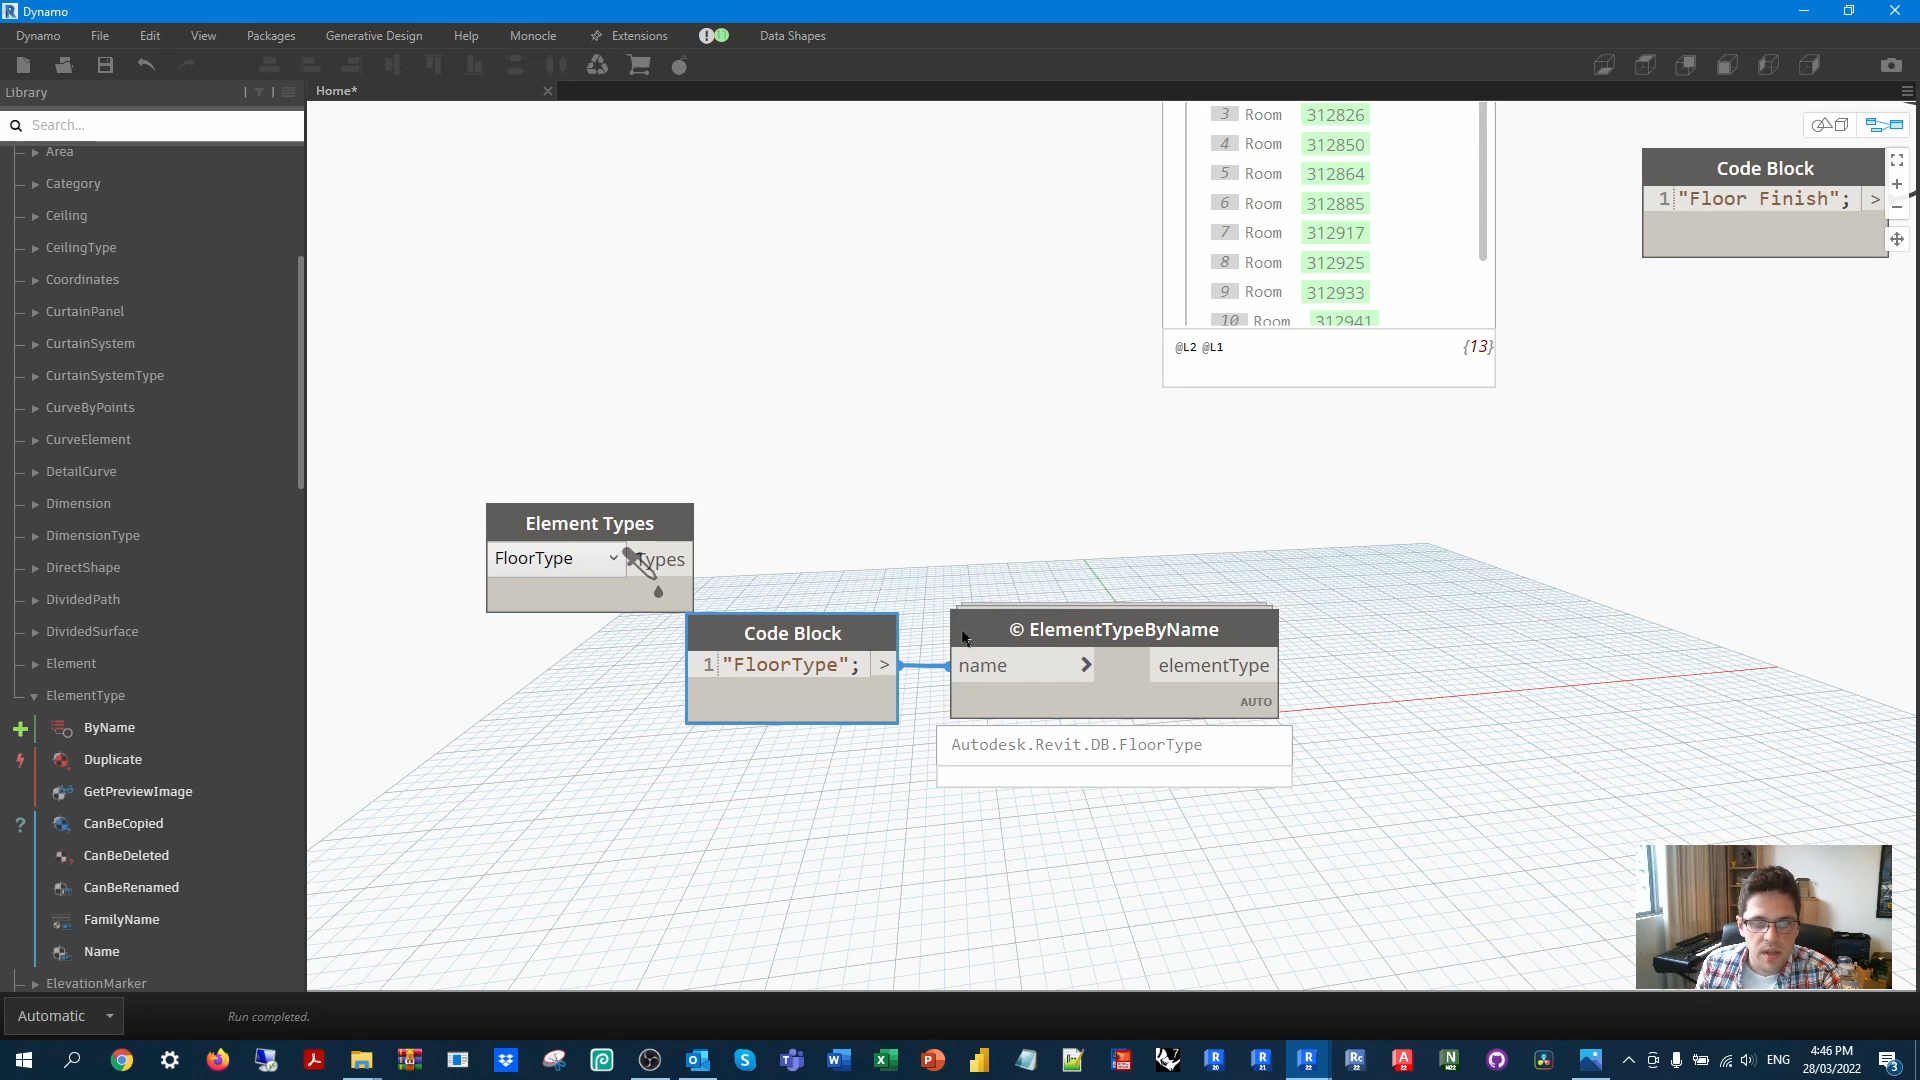 Dynamo
Dynamo File Edit View Packages Generative Design Help Monocle Extensions Data Shapes
Library
Home*
Search...
Area
Category
Ceiling
CeilingType
Coordinates
CurtainPanel
CurtainSystem
CurtainSystemType
CurveByPoints
CurveElement
DetailCurve
Dimension
DimensionType
DirectShape
DividedPath
DividedSurface
Element
ElementType
ByName
Duplicate
GetPreviewImage
CanBeCopied
CanBeDeleted
CanBeRenamed
FamilyName
Name
ElevationMarker
3 Room 312826
4 Room 312850
5 Room 312864
6 Room 312885
7 Room 312917
8 Room 312925
9 Room 312933
10 Room 312941
@L2 @L1 {13}
Code Block
1 "Floor Finish"; >
Element Types
FloorType Types
Code Block
1 "FloorType"; >
© ElementTypeByName
name > elementType
AUTO
Autodesk.Revit.DB.FloorType
Automatic
Run completed.
ENG
4:46 PM
28/03/2022
3